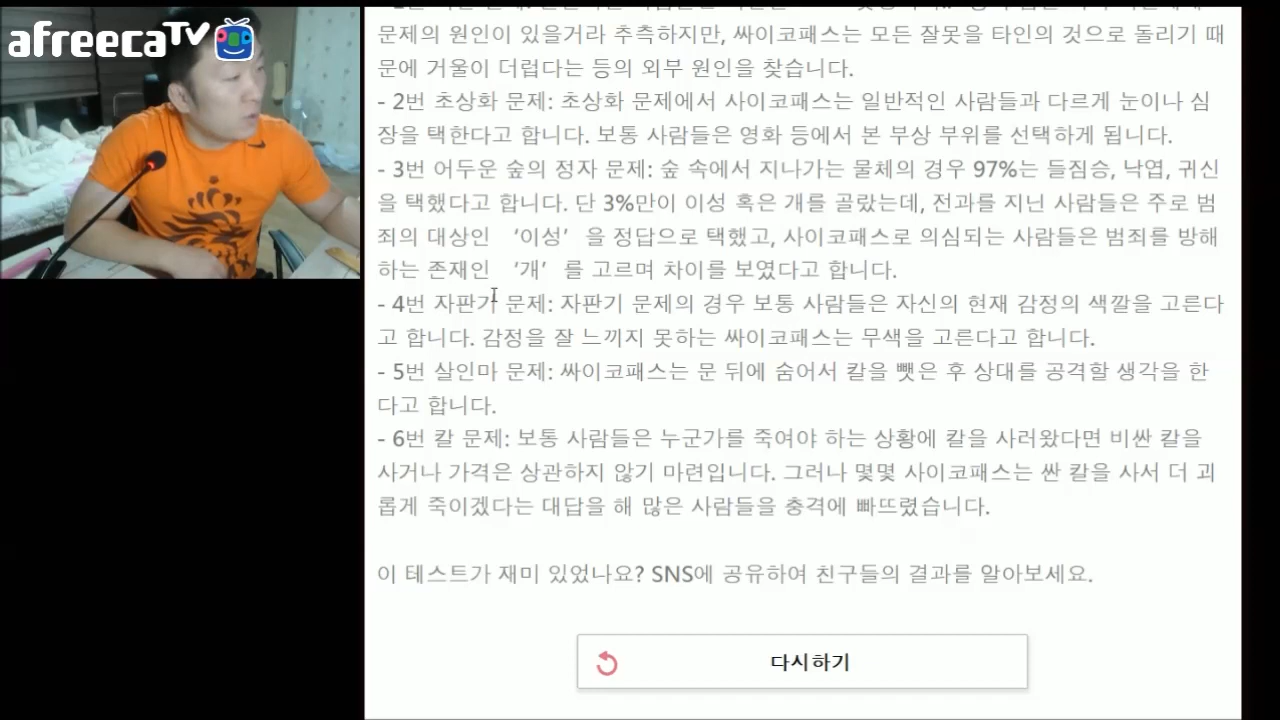 afreecaTV
문제의 원인이 있을거라 추측하지만, 싸이코패스는 모든 잘못을 타인의 것으로 돌리기 때
문에 거울이 더럽다는 등의 외부 원인을 찾습니다.
- 2번 초상화 문제: 초상화 문제에서 사이코패스는 일반적인 사람들과 다르게 눈이나 심
장을 택한다고 합니다. 보통 사람들은 영화 등에서 본 부상 부위를 선택하게 됩니다.
- 3번 어두운 숲의 정자 문제: 숲 속에서 지나가는 물체의 경우 97%는 들짐승, 낙엽, 귀신
을 택했다고 합니다. 단 3%만이 이성 혹은 개를 골랐는데, 전과를 지닌 사람들은 주로 범
죄의 대상인 ‘이성’ 을 정답으로 택했고, 사이코패스로 의심되는 사람들은 범죄를 방해
하는 존재인 ‘개’ 를 고르며 차이를 보였다고 합니다.
- 4번 자판기 문제: 자판기 문제의 경우 보통 사람들은 자신의 현재 감정의 색깔을 고른다
고 합니다. 감정을 잘 느끼지 못하는 싸이코패스는 무색을 고른다고 합니다.
- 5번 살인마 문제: 싸이코패스는 문 뒤에 숨어서 칼을 뺏은 후 상대를 공격할 생각을 한
다고 합니다.
- 6번 칼 문제: 보통 사람들은 누군가를 죽여야 하는 상황에 칼을 사러왔다면 비싼 칼을
사거나 가격은 상관하지 않기 마련입니다. 그러나 몇몇 사이코패스는 싼 칼을 사서 더 괴
롭게 죽이겠다는 대답을 해 많은 사람들을 충격에 빠뜨렸습니다.
이 테스트가 재미 있었나요? SNS에 공유하여 친구들의 결과를 알아보세요.
다시하기